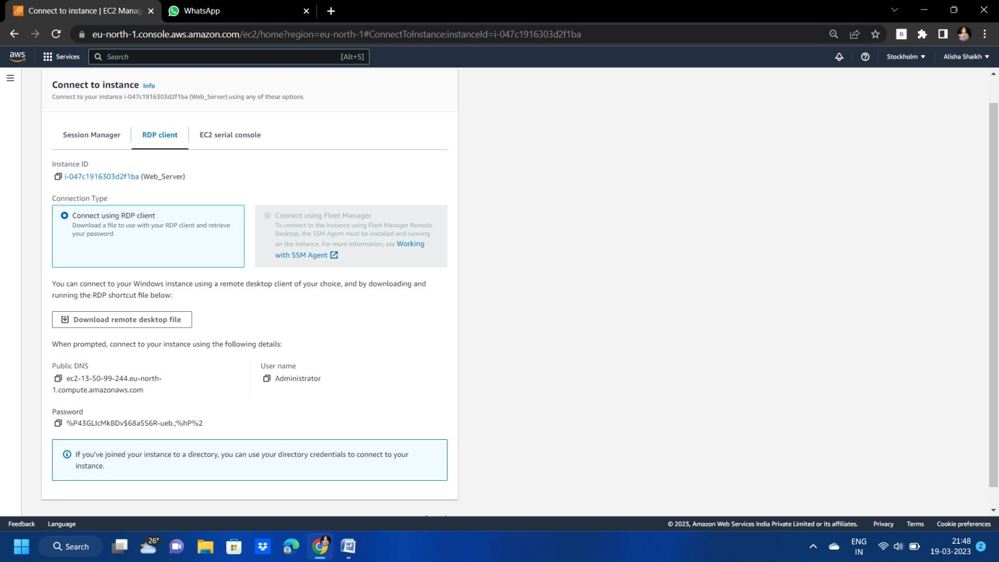 Connect to instance | EC2 Manag
WhatsApp
eu-north-1.console.aws.amazon.com/ec2/home?region=eu-north-1#ConnectToInstance:instanceId=i-047c1916303d2f1ba
aws
Services
Search
[Alt+S]
Stockholm
Alisha Shaikh
Connect to instance Info
Connect to your instance i-047c1916303d2f1ba (Web_Server) using any of these options
Session Manager
RDP client
EC2 serial console
Instance ID
i-047c1916303d2f1ba (Web_Server)
Connection Type
Connect using RDP client
Download a file to use with your RDP client and retrieve
your password.
Connect using Fleet Manager
To connect to the instance using Fleet Manager Remote
Desktop, the SSM Agent must be installed and running
on the instance. For more information, see Working
with SSM Agent
You can connect to your Windows instance using a remote desktop client of your choice, and by downloading and
running the RDP shortcut file below:
Download remote desktop file
When prompted, connect to your instance using the following details:
Public DNS
ec2-13-50-99-244.eu-north-
1.compute.amazonaws.com
User name
Administrator
Password
%P43GLIcMkBDv$68a5S6R-ueb.;%hP%2
If you've joined your instance to a directory, you can use your directory credentials to connect to your
instance.
Feedback
Language
© 2023, Amazon Web Services India Private Limited or its affiliates.
Privacy
Terms
Cookie preferences
Search
26°
ENG
IN
21:48
19-03-2023
2